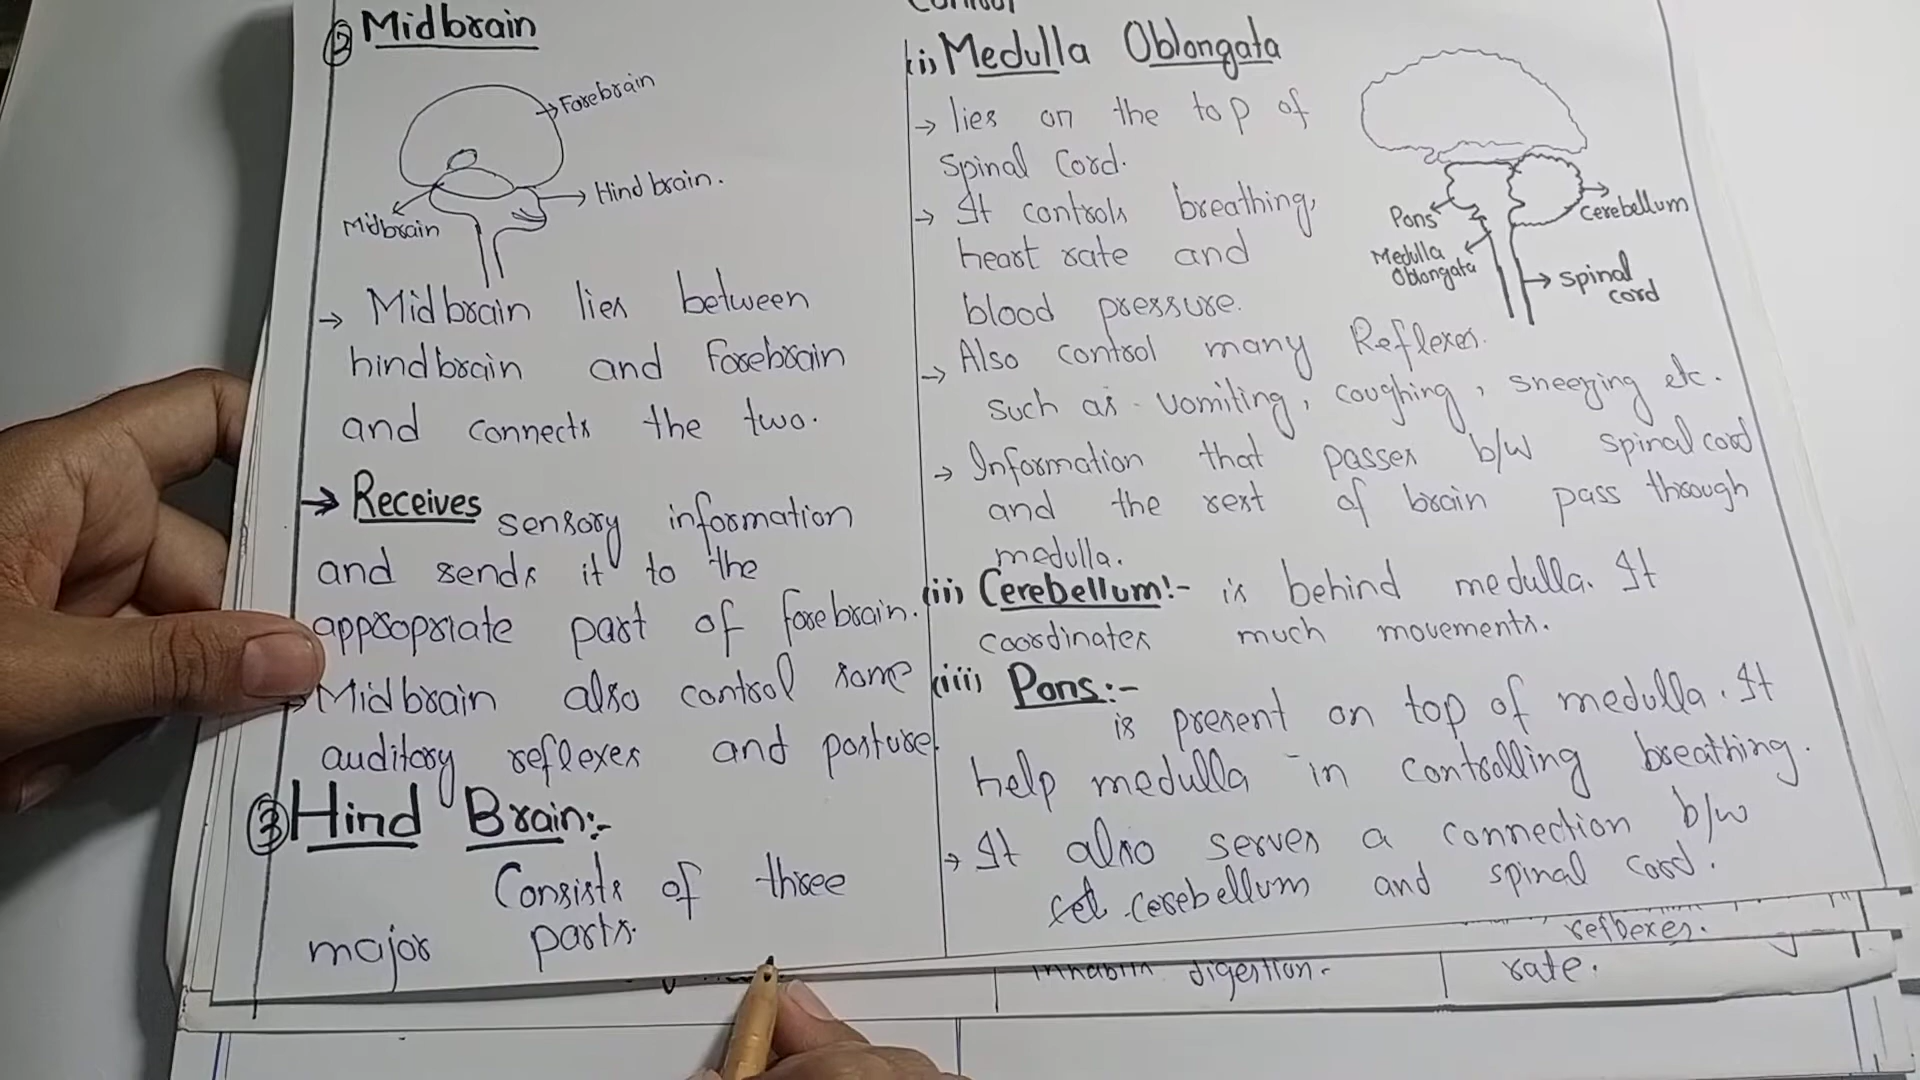 ② Midbrain
Forebrain
Hindbrain.
Midbrain
→ Midbrain lies between
hindbrain and Forebrain
and connects the two.
→ Receives sensory information
and sends it to the
appropriate part of forebrain.
→ Midbrain also control some
auditory reflexes and posture.
③ Hind Brain:-
Consists of three
major parts.
Control
(i) Medulla Oblongata
→ lies on the top of
Spinal Cord.
→ It controls breathing,
heart rate and
blood pressure.
→ Also control many Reflexes.
such as - vomiting, coughing, sneezing etc.
→ Information that passes b/w spinal cord
and the rest of brain pass through
medulla.
Pons
Cerebellum
Medulla
Oblongata
Spinal
cord
(ii) Cerebellum:- is behind medulla. It
coordinates much movements.
(iii) Pons:-
is present on top of medulla. It
help medulla in controlling breathing.
→ It also serves a connection b/w
cerebellum and spinal cord.
reflexes.
digestion.
rate.